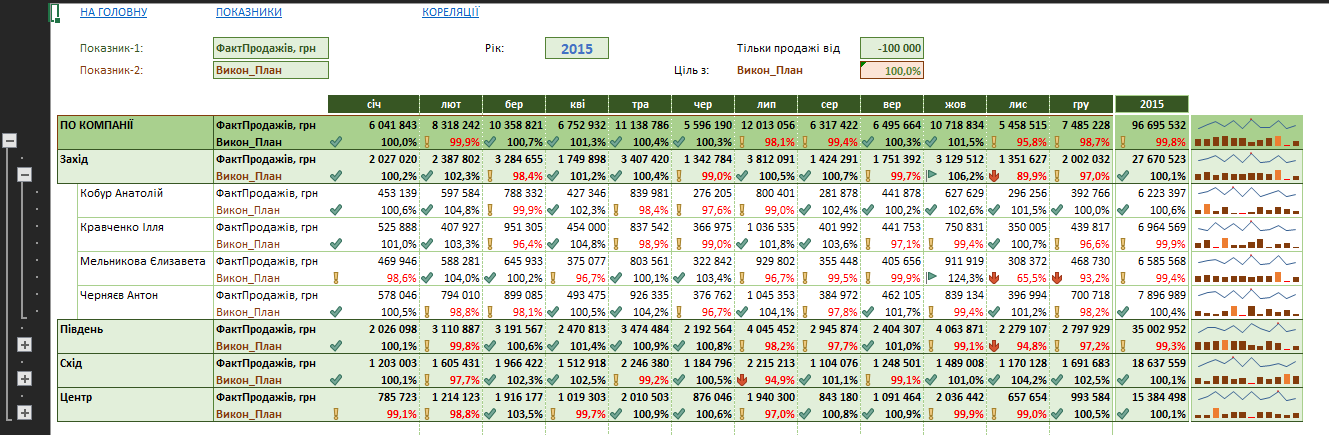 НА ГОЛОВНУ ПОКАЗНИКИ КОРЕЛЯЦІЇ
Показник-1: ФактПродажів, грн Рік: 2015 Тільки продажі від -100 000
Показник-2: Викон_План Ціль з: Викон_План 100,0%
січ лют бер кві тра чер лип сер вер жов лис гру 2015
ПО КОМПАНІЇ ФактПродажів, грн 6 041 843 8 318 242 10 358 821 6 752 932 11 138 786 5 596 190 12 013 056 6 317 422 6 495 664 10 718 834 5 458 515 7 485 228 96 695 532
Викон_План 100,0% 99,9% 100,7% 101,3% 100,4% 100,3% 98,1% 99,4% 100,3% 101,5% 95,8% 98,7% 99,8%
Захід ФактПродажів, грн 2 027 020 2 387 802 3 284 655 1 749 898 3 407 420 1 342 784 3 812 091 1 424 291 1 751 392 3 129 512 1 351 627 2 002 032 27 670 523
Викон_План 100,2% 102,3% 98,4% 101,2% 100,4% 99,0% 100,5% 100,7% 99,7% 106,2% 89,9% 97,0% 100,1%
Кобур Анатолій ФактПродажів, грн 453 139 597 584 788 332 427 346 839 981 276 205 800 401 281 878 441 878 627 629 296 256 392 766 6 223 397
Викон_План 100,6% 104,8% 99,9% 102,3% 98,4% 97,6% 99,0% 102,4% 100,2% 102,6% 101,5% 100,0% 100,6%
Кравченко Ілля ФактПродажів, грн 525 888 407 927 951 305 454 000 837 542 366 975 1 036 535 401 992 441 753 750 831 350 005 439 817 6 964 569
Викон_План 101,0% 103,3% 96,4% 104,8% 98,9% 99,0% 101,8% 103,6% 97,1% 99,4% 100,7% 96,6% 99,9%
Мельникова Єлизавета ФактПродажів, грн 469 946 588 281 645 933 375 077 803 561 322 842 929 802 355 448 405 656 911 919 308 372 468 730 6 585 568
Викон_План 98,6% 104,0% 100,2% 96,7% 100,1% 103,4% 96,7% 99,5% 99,9% 124,3% 65,5% 93,2% 99,4%
Черняєв Антон ФактПродажів, грн 578 046 794 010 899 085 493 475 926 335 376 762 1 045 353 384 972 462 105 839 134 396 994 700 718 7 896 989
Викон_План 100,5% 98,8% 98,1% 100,5% 104,2% 96,7% 104,1% 97,8% 101,7% 99,4% 101,2% 98,2% 100,4%
Південь ФактПродажів, грн 2 026 098 3 110 887 3 191 567 2 470 813 3 474 484 2 192 564 4 045 452 2 945 874 2 404 307 4 063 871 2 279 107 2 797 929 35 002 952
Викон_План 100,1% 99,8% 100,6% 101,4% 100,9% 100,8% 98,2% 97,7% 101,0% 99,1% 94,8% 97,2% 99,3%
Схід ФактПродажів, грн 1 203 003 1 605 431 1 966 422 1 512 918 2 246 380 1 184 796 2 215 213 1 104 076 1 248 501 1 489 008 1 170 128 1 691 683 18 637 559
Викон_План 100,1% 97,7% 102,3% 102,5% 99,2% 100,5% 94,9% 101,1% 99,1% 101,0% 104,2% 102,5% 100,1%
Центр ФактПродажів, грн 785 723 1 214 123 1 916 177 1 019 303 2 010 503 876 046 1 940 300 843 180 1 091 464 2 036 442 657 654 993 584 15 384 498
Викон_План 99,1% 98,8% 103,5% 99,7% 100,9% 100,6% 97,0% 100,8% 100,9% 99,9% 99,0% 100,5% 100,1%